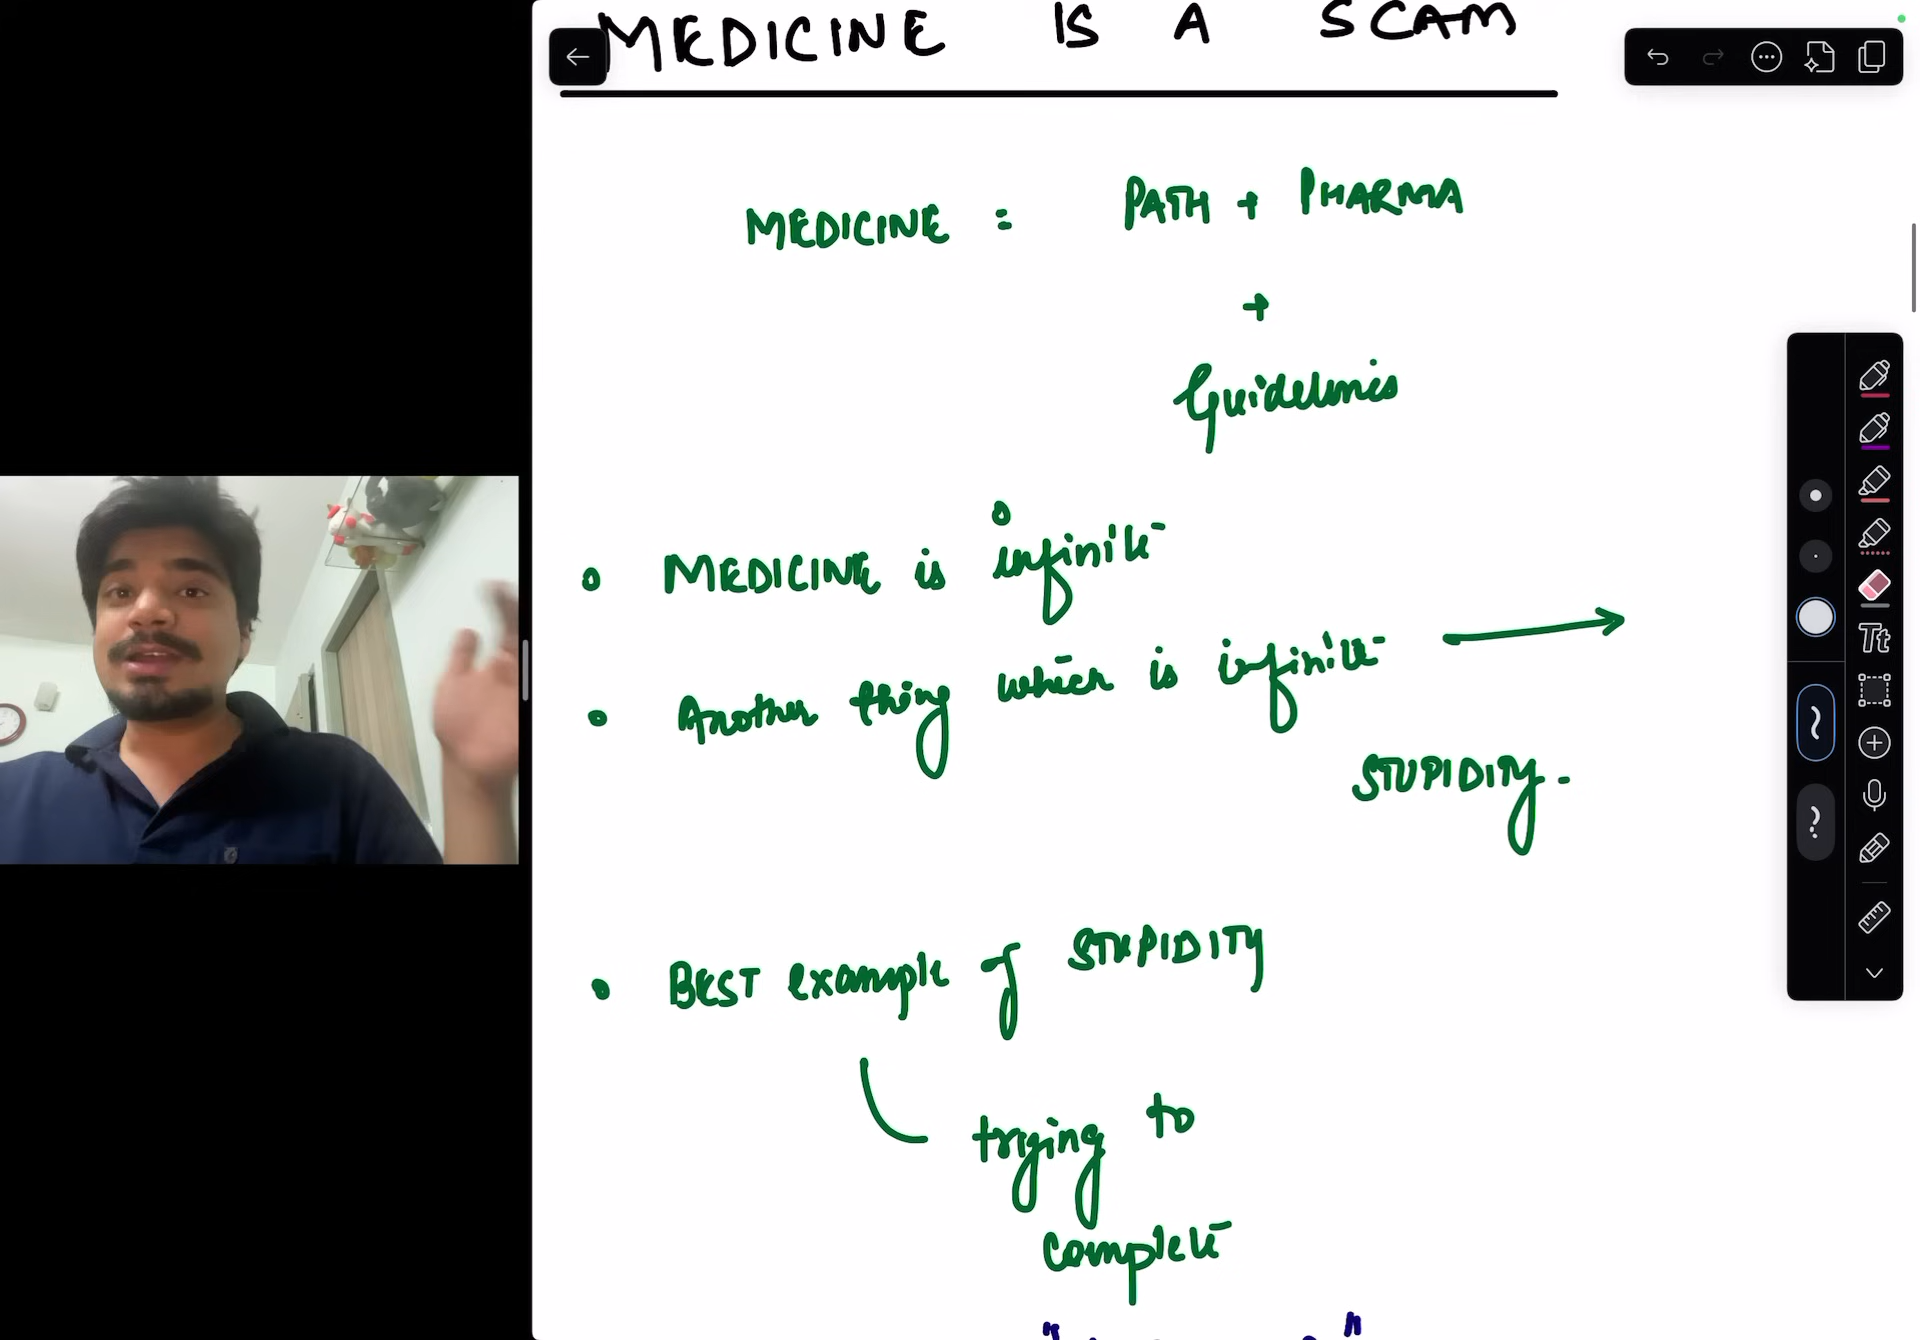 MEDICINE IS A SCAM
MEDICINE = PATH + PHARMA
+
Guidelines
• MEDICINE is infinite
• Another thing which is infinite →
STUPIDITY.
• BEST example of STUPIDITY
trying to
complete
Tt